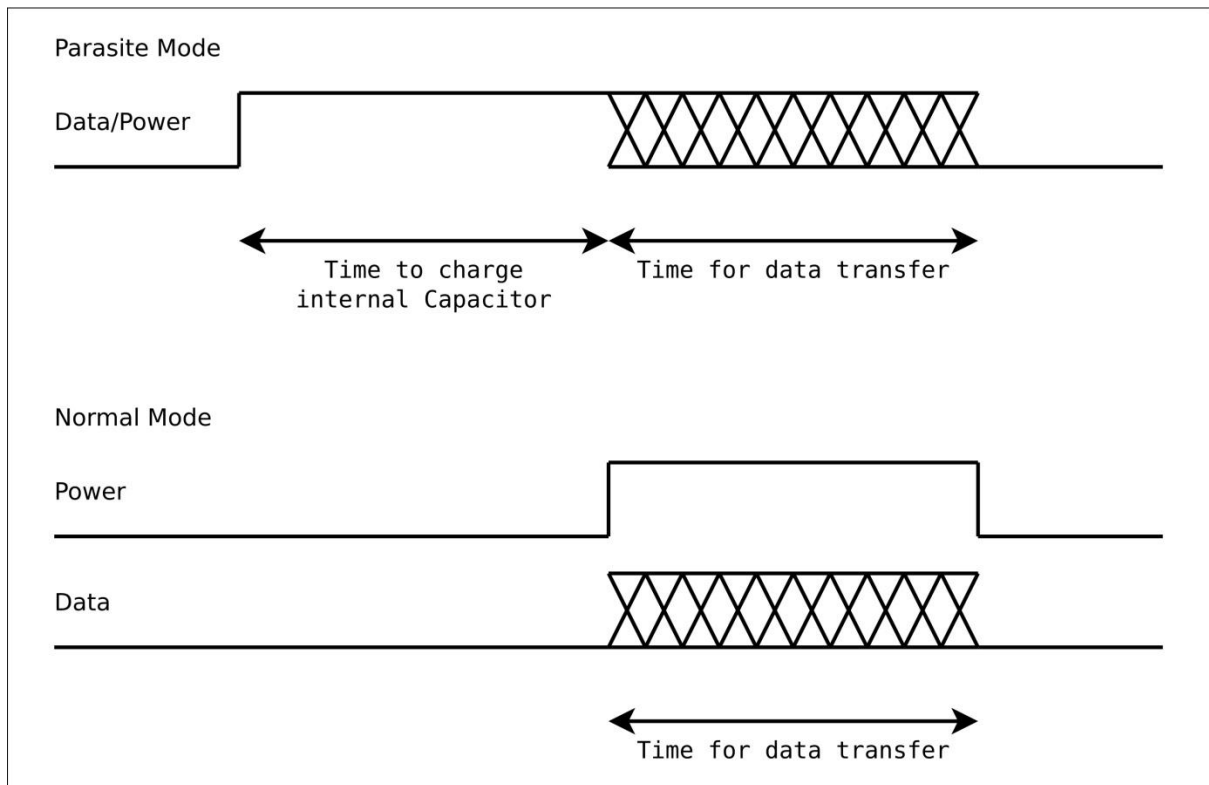 Parasite Mode
Data/Power
Time to charge
internal Capacitor
Time for data transfer
Normal Mode
Power
Data
Time for data transfer